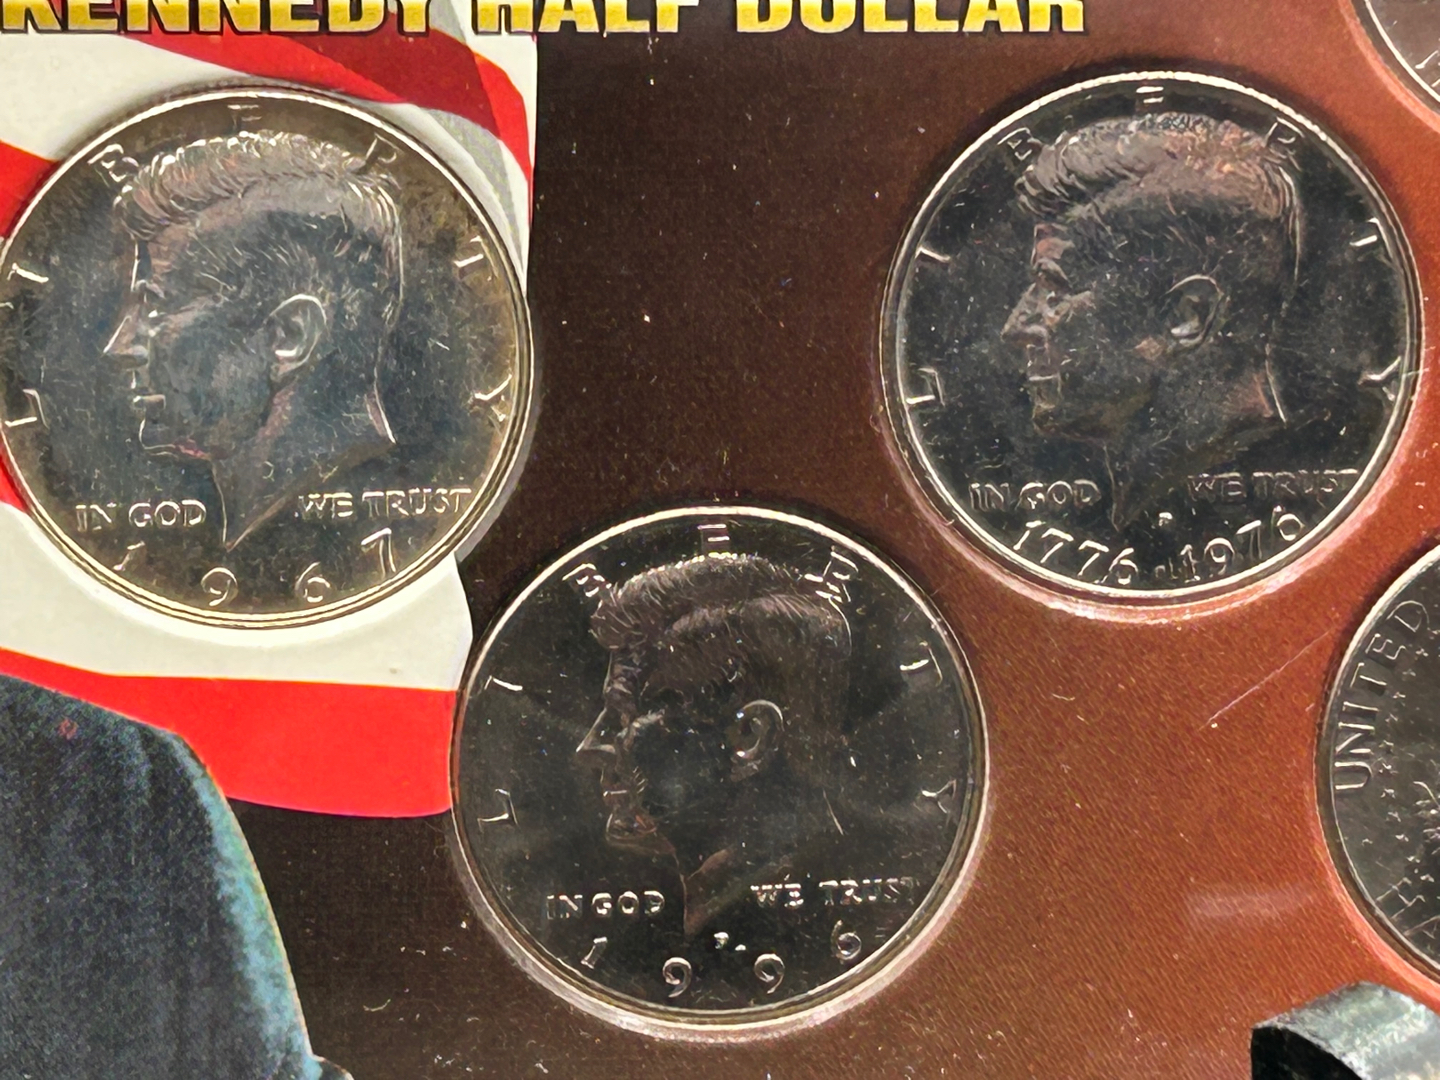 KENNEDY HALF DOLLAR
LIBERTY
IN GOD WE TRUST
1967
LIBERTY
IN GOD WE TRUST
1776·1976
LIBERTY
IN GOD WE TRUST
P
1996
UNITED